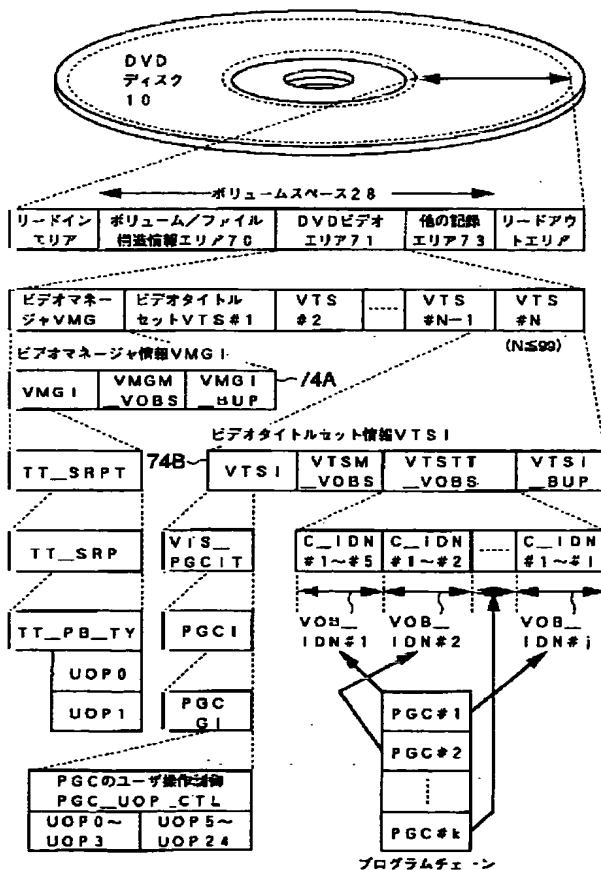 DVD
ディスク
10
ボリュームスペース28
リードイン
エリア
ボリューム/ファイル
構造情報エリア70
DVDビデオ
エリア71
他の記録
エリア73
リードアウ
トエリア
ビデオマネー
ジャVMG
ビデオタイトル
セットVTS#1
VTS
#2
VTS
#N-1
VTS
#N
(N≦99)
ビデオマネージャ情報VMGI
VMGI
VMGM
_VOBS
VMGI
_BUP
74A
ビデオタイトルセット情報VTSI
74B
VTSI
VTSM
_VOBS
VTSTT
_VOBS
VTSI
_BUP
TT_SRPT
TT_SRP
VTS_
PGCIT
C_IDN
#1~#5
C_IDN
#1~#2
C_IDN
#1~#i
TT_PB_TY
UOP0
UOP1
PGCI
VOB_
IDN#1
VOB_
IDN#2
VOB_
IDN#j
PGC
GI
PGC#1
PGC#2
PGC#k
PGCのユーザ操作制御
PGC_UOP_CTL
UOP0~
UOP3
UOP5~
UOP24
プログラムチェーン